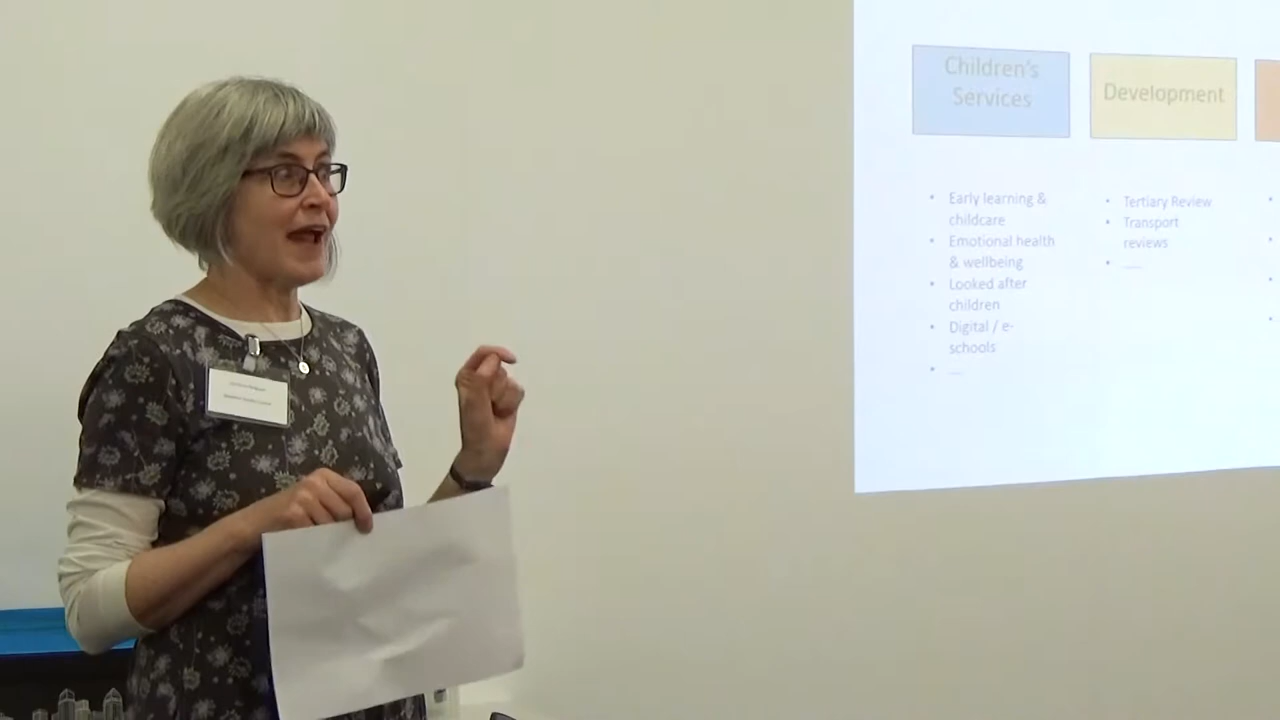 Children's
Services
Development
• Early learning &
childcare
• Emotional health
& wellbeing
• Looked after
children
• Digital / e-
schools
• ....
• Tertiary Review
• Transport
reviews
• .....